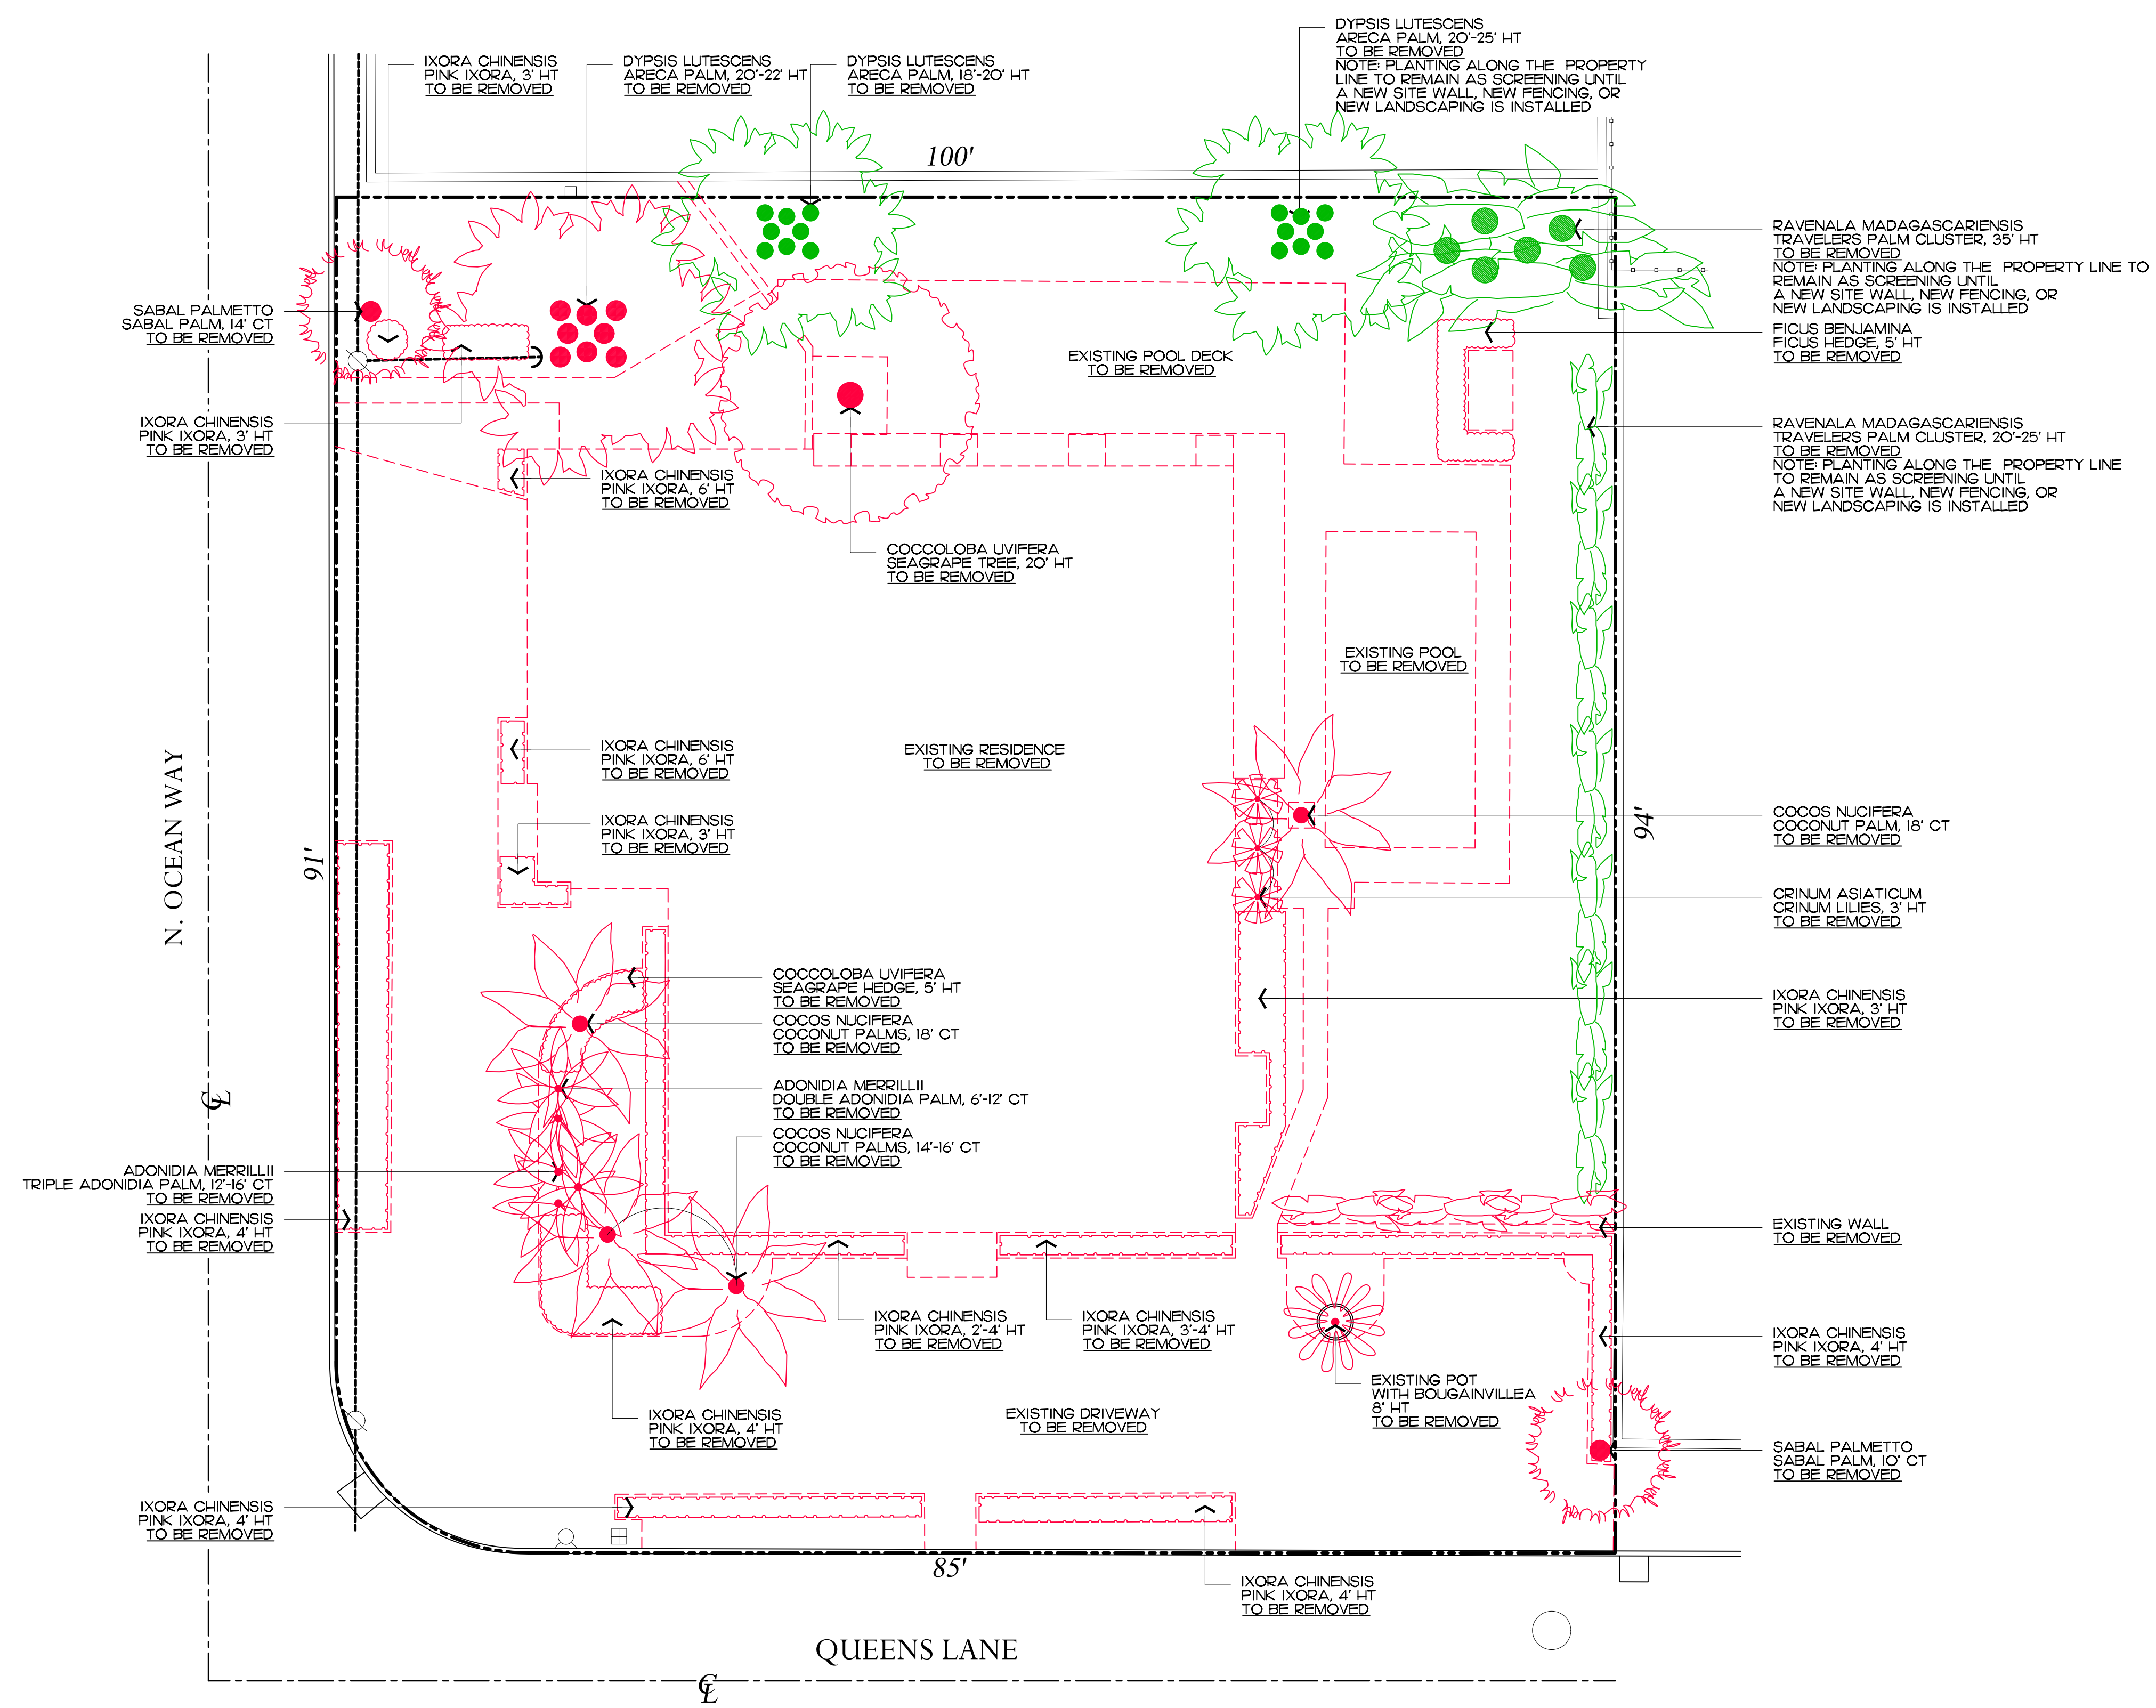 DYPSIS LUTESCENS
ARECA PALM, 20'-25' HT
TO BE REMOVED
NOTE: PLANTING ALONG THE PROPERTY
LINE TO REMAIN AS SCREENING UNTIL
A NEW SITE WALL, NEW FENCING, OR
NEW LANDSCAPING IS INSTALLED
IXORA CHINENSIS
PINK IXORA, 3' HT
TO BE REMOVED
DYPSIS LUTESCENS
ARECA PALM, 20'-22' HT
TO BE REMOVED
DYPSIS LUTESCENS
ARECA PALM, 18'-20' HT
TO BE REMOVED
100'
RAVENALA MADAGASCARIENSIS
TRAVELERS PALM CLUSTER, 35' HT
TO BE REMOVED
NOTE: PLANTING ALONG THE PROPERTY LINE TO
REMAIN AS SCREENING UNTIL
A NEW SITE WALL, NEW FENCING, OR
NEW LANDSCAPING IS INSTALLED
SABAL PALMETTO
SABAL PALM, 14' CT
TO BE REMOVED
FICUS BENJAMINA
FICUS HEDGE, 5' HT
TO BE REMOVED
EXISTING POOL DECK
TO BE REMOVED
IXORA CHINENSIS
PINK IXORA, 3' HT
TO BE REMOVED
RAVENALA MADAGASCARIENSIS
TRAVELERS PALM CLUSTER, 20'-25' HT
TO BE REMOVED
NOTE: PLANTING ALONG THE PROPERTY LINE
TO REMAIN AS SCREENING UNTIL
A NEW SITE WALL, NEW FENCING, OR
NEW LANDSCAPING IS INSTALLED
IXORA CHINENSIS
PINK IXORA, 6' HT
TO BE REMOVED
COCCOLOBA UVIFERA
SEAGRAPE TREE, 20' HT
TO BE REMOVED
EXISTING POOL
TO BE REMOVED
IXORA CHINENSIS
PINK IXORA, 6' HT
TO BE REMOVED
EXISTING RESIDENCE
TO BE REMOVED
N. OCEAN WAY
91'
94'
IXORA CHINENSIS
PINK IXORA, 3' HT
TO BE REMOVED
COCOS NUCIFERA
COCONUT PALM, 18' CT
TO BE REMOVED
CRINUM ASIATICUM
CRINUM LILIES, 3' HT
TO BE REMOVED
COCCOLOBA UVIFERA
SEAGRAPE HEDGE, 5' HT
TO BE REMOVED
COCOS NUCIFERA
COCONUT PALMS, 18' CT
TO BE REMOVED
IXORA CHINENSIS
PINK IXORA, 3' HT
TO BE REMOVED
ADONIDIA MERRILLII
DOUBLE ADONIDIA PALM, 6'-12' CT
TO BE REMOVED
CL
COCOS NUCIFERA
COCONUT PALMS, 14'-16' CT
TO BE REMOVED
ADONIDIA MERRILLII
TRIPLE ADONIDIA PALM, 12'-16' CT
TO BE REMOVED
IXORA CHINENSIS
PINK IXORA, 4' HT
TO BE REMOVED
EXISTING WALL
TO BE REMOVED
IXORA CHINENSIS
PINK IXORA, 2'-4' HT
TO BE REMOVED
IXORA CHINENSIS
PINK IXORA, 3'-4' HT
TO BE REMOVED
IXORA CHINENSIS
PINK IXORA, 4' HT
TO BE REMOVED
EXISTING POT
WITH BOUGAINVILLEA
8' HT
TO BE REMOVED
IXORA CHINENSIS
PINK IXORA, 4' HT
TO BE REMOVED
EXISTING DRIVEWAY
TO BE REMOVED
SABAL PALMETTO
SABAL PALM, 10' CT
TO BE REMOVED
IXORA CHINENSIS
PINK IXORA, 4' HT
TO BE REMOVED
85'
IXORA CHINENSIS
PINK IXORA, 4' HT
TO BE REMOVED
QUEENS LANE
CL